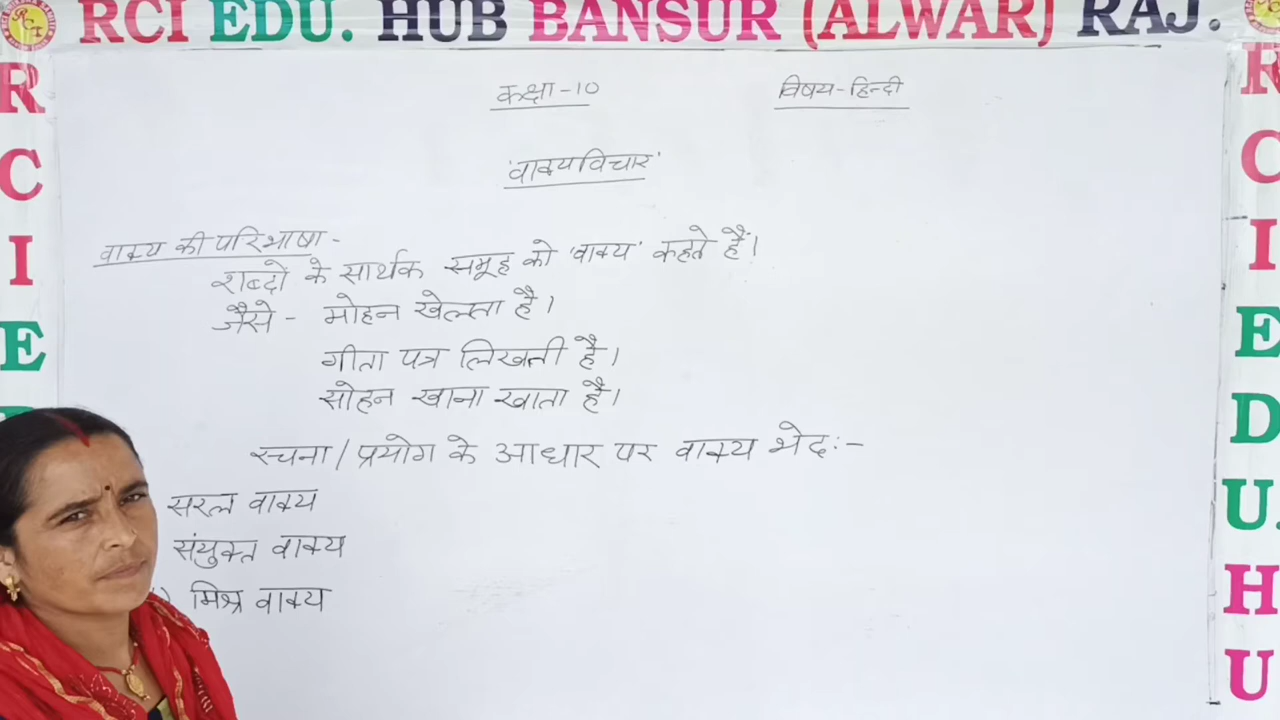 RCI EDU. HUB BANSUR (ALWAR) RAJ.
कक्षा -10
विषय- हिन्दी
'वाक्यविचार'
वाक्य की परिभाषा -
शब्दो के सार्थक समूह को 'वाक्य' कहते हैं।
जैसे - मोहन खेलता है।
गीता पत्र लिखती है।
सोहन खाना खाता है।
रचना / प्रयोग के आधार पर वाक्य भेद :-
सरल वाक्य
संयुक्त वाक्य
) मिश्र वाक्य
R
C
I
E
R
C
I
E
D
U.
H
U